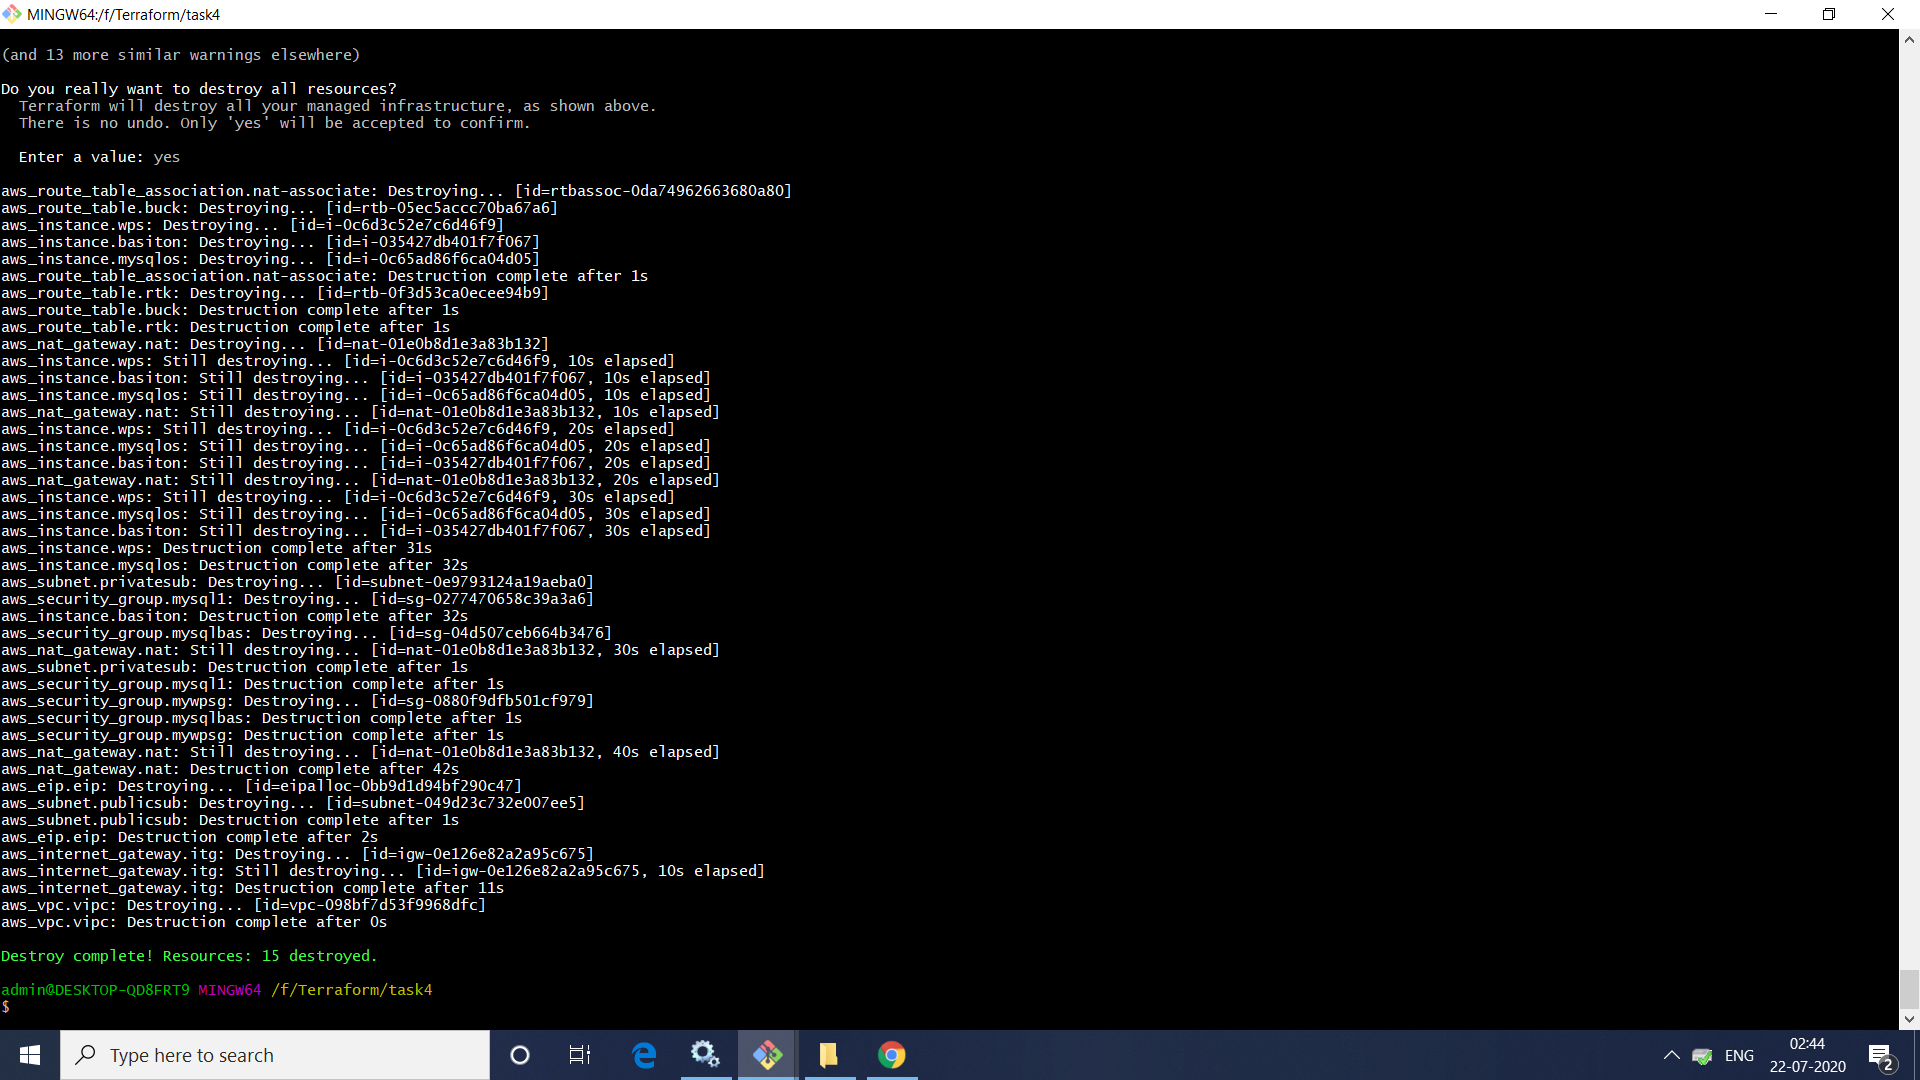 MINGW64:/f/Terraform/task4
(and 13 more similar warnings elsewhere)
Do you really want to destroy all resources?
  Terraform will destroy all your managed infrastructure, as shown above.
  There is no undo. Only 'yes' will be accepted to confirm.
  Enter a value: yes
aws_route_table_association.nat-associate: Destroying... [id=rtbassoc-0da74962663680a80]
aws_route_table.buck: Destroying... [id=rtb-05ec5accc70ba67a6]
aws_instance.wps: Destroying... [id=i-0c6d3c52e7c6d46f9]
aws_instance.basiton: Destroying... [id=i-035427db401f7f067]
aws_instance.mysqlos: Destroying... [id=i-0c65ad86f6ca04d05]
aws_route_table_association.nat-associate: Destruction complete after 1s
aws_route_table.rtk: Destroying... [id=rtb-0f3d53ca0ecee94b9]
aws_route_table.buck: Destruction complete after 1s
aws_route_table.rtk: Destruction complete after 1s
aws_nat_gateway.nat: Destroying... [id=nat-01e0b8d1e3a83b132]
aws_instance.wps: Still destroying... [id=i-0c6d3c52e7c6d46f9, 10s elapsed]
aws_instance.basiton: Still destroying... [id=i-035427db401f7f067, 10s elapsed]
aws_instance.mysqlos: Still destroying... [id=i-0c65ad86f6ca04d05, 10s elapsed]
aws_nat_gateway.nat: Still destroying... [id=nat-01e0b8d1e3a83b132, 10s elapsed]
aws_instance.wps: Still destroying... [id=i-0c6d3c52e7c6d46f9, 20s elapsed]
aws_instance.mysqlos: Still destroying... [id=i-0c65ad86f6ca04d05, 20s elapsed]
aws_instance.basiton: Still destroying... [id=i-035427db401f7f067, 20s elapsed]
aws_nat_gateway.nat: Still destroying... [id=nat-01e0b8d1e3a83b132, 20s elapsed]
aws_instance.wps: Still destroying... [id=i-0c6d3c52e7c6d46f9, 30s elapsed]
aws_instance.mysqlos: Still destroying... [id=i-0c65ad86f6ca04d05, 30s elapsed]
aws_instance.basiton: Still destroying... [id=i-035427db401f7f067, 30s elapsed]
aws_instance.wps: Destruction complete after 31s
aws_instance.mysqlos: Destruction complete after 32s
aws_subnet.privatesub: Destroying... [id=subnet-0e9793124a19aeba0]
aws_security_group.mysql1: Destroying... [id=sg-0277470658c39a3a6]
aws_instance.basiton: Destruction complete after 32s
aws_security_group.mysqlbas: Destroying... [id=sg-04d507ceb664b3476]
aws_nat_gateway.nat: Still destroying... [id=nat-01e0b8d1e3a83b132, 30s elapsed]
aws_subnet.privatesub: Destruction complete after 1s
aws_security_group.mysql1: Destruction complete after 1s
aws_security_group.mywpsg: Destroying... [id=sg-0880f9dfb501cf979]
aws_security_group.mysqlbas: Destruction complete after 1s
aws_security_group.mywpsg: Destruction complete after 1s
aws_nat_gateway.nat: Still destroying... [id=nat-01e0b8d1e3a83b132, 40s elapsed]
aws_nat_gateway.nat: Destruction complete after 42s
aws_eip.eip: Destroying... [id=eipalloc-0bb9d1d94bf290c47]
aws_subnet.publicsub: Destroying... [id=subnet-049d23c732e007ee5]
aws_subnet.publicsub: Destruction complete after 1s
aws_eip.eip: Destruction complete after 2s
aws_internet_gateway.itg: Destroying... [id=igw-0e126e82a2a95c675]
aws_internet_gateway.itg: Still destroying... [id=igw-0e126e82a2a95c675, 10s elapsed]
aws_internet_gateway.itg: Destruction complete after 11s
aws_vpc.vipc: Destroying... [id=vpc-098bf7d53f9968dfc]
aws_vpc.vipc: Destruction complete after 0s
Destroy complete! Resources: 15 destroyed.
admin@DESKTOP-QD8FRT9 MINGW64 /f/Terraform/task4
$
Type here to search
ENG
02:44
22-07-2020
2